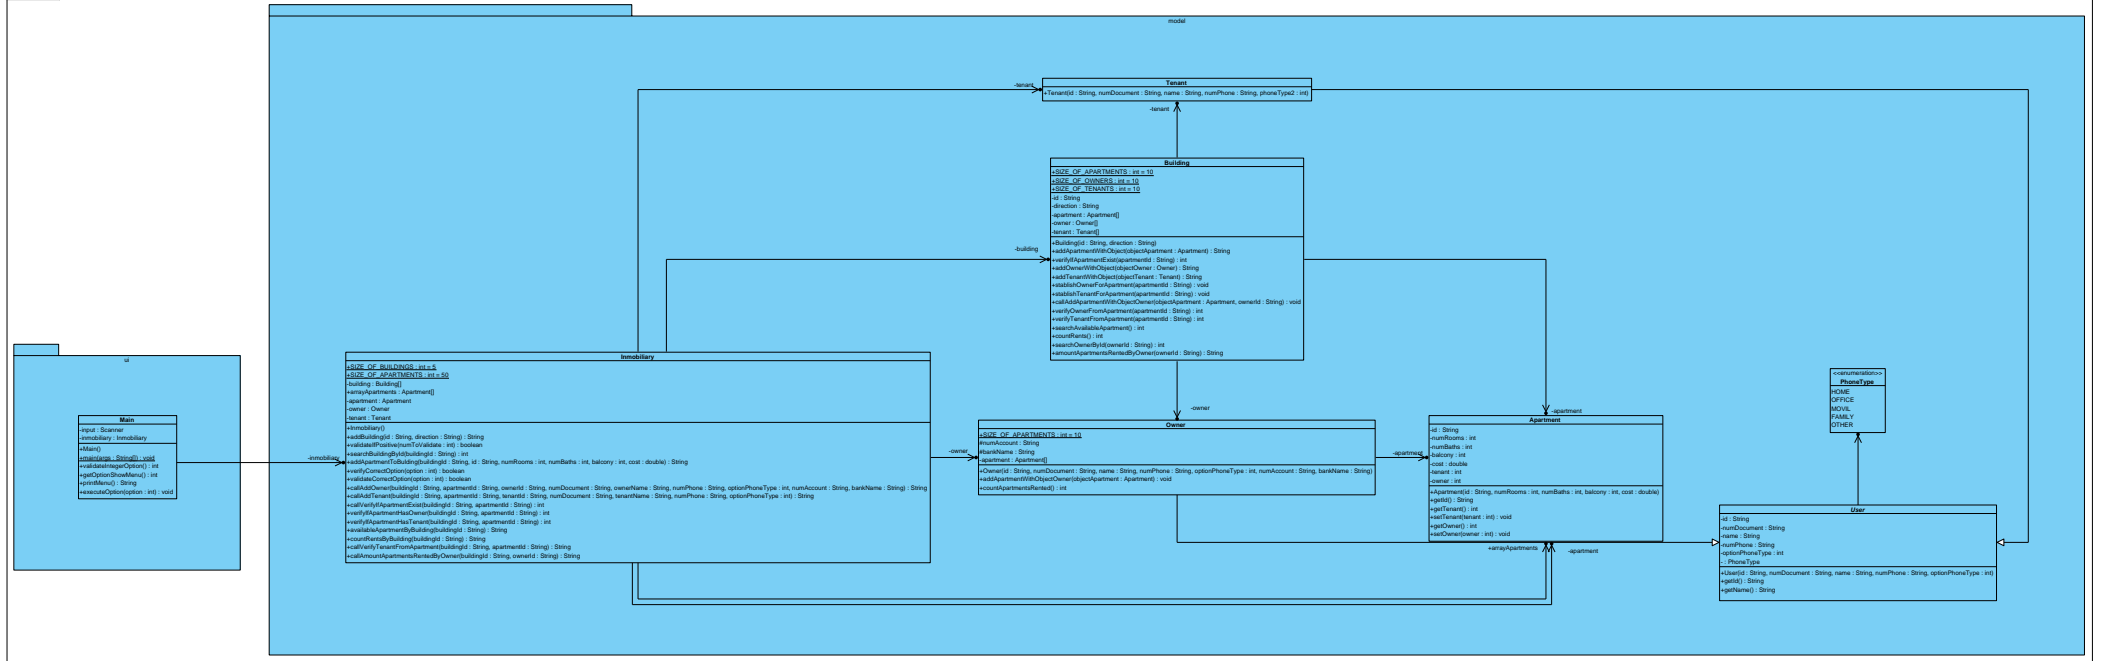 model
Tenant
+Tenant(id : String, numDocument : String, name : String, numPhone : String, phoneType2 : int)
-tenant
-tenant
Building
+SIZE_OF_APARTMENTS : int = 10
+SIZE_OF_OWNERS : int = 10
+SIZE_OF_TENANTS : int = 10
-id : String
-direction : String
-apartment : Apartment[]
-owner : Owner[]
-tenant : Tenant[]
+Building(id : String, direction : String)
+addApartmentWithObject(objectApartment : Apartment) : String
+verifyIfApartmentExist(apartmentId : String) : int
+addOwnerWithObject(objectOwner : Owner) : String
+addTenantWithObject(objectTenant : Tenant) : String
+stablishOwnerForApartment(apartmentId : String) : void
+stablishTenantForApartment(apartmentId : String) : void
+callAddApartmentWithObjectOwner(objectApartment : Apartment, ownerId : String) : void
+verifyOwnerFromApartment(apartmentId : String) : int
+verifyTenantFromApartment(apartmentId : String) : int
+searchAvailableApartment() : int
+countRents() : int
+searchOwnerById(ownerId : String) : int
+amountApartmentsRentedByOwner(ownerId : String) : String
-building
ui
Main
-input : Scanner
-inmobiliary : Inmobiliary
+Main()
+main(args : String[]) : void
+validateIntegerOption() : int
+getOptionShowMenu() : int
+printMenu() : String
+executeOption(option : int) : void
-inmobiliary
Inmobiliary
+SIZE_OF_BUILDINGS : int = 5
+SIZE_OF_APARTMENTS : int = 50
-building : Building[]
+arrayApartments : Apartment[]
-apartment : Apartment
-owner : Owner
-tenant : Tenant
+Inmobiliary()
+addBuilding(id : String, direction : String) : String
+validateIfPositive(numToValidate : int) : boolean
+searchBuildingById(buildingId : String) : int
+addApartmentToBuilding(buildingId : String, id : String, numRooms : int, numBaths : int, balcony : int, cost : double) : String
+verifyCorrectOption(option : int) : boolean
+validateCorrectOption(option : int) : boolean
+callAddOwner(buildingId : String, apartmentId : String, ownerId : String, numDocument : String, ownerName : String, numPhone : String, optionPhoneType : int, numAccount : String, bankName : String) : String
+callAddTenant(buildingId : String, apartmentId : String, tenantId : String, numDocument : String, tenantName : String, numPhone : String, optionPhoneType : int) : String
+callVerifyIfApartmentExist(buildingId : String, apartmentId : String) : int
+verifyIfApartmentHasOwner(buildingId : String, apartmentId : String) : int
+verifyIfApartmentHasTenant(buildingId : String, apartmentId : String) : int
+availableApartmentByBuilding(buildingId : String) : String
+countRentsByBuilding(buildingId : String) : String
+callVerifyTenantFromApartment(buildingId : String, apartmentId : String) : String
+callAmountApartmentsRentedByOwner(buildingId : String, ownerId : String) : String
-owner
-owner
Owner
+SIZE_OF_APARTMENTS : int = 10
#numAccount : String
#bankName : String
-apartment : Apartment[]
+Owner(id : String, numDocument : String, name : String, numPhone : String, optionPhoneType : int, numAccount : String, bankName : String)
+addApartmentWithObjectOwner(objectApartment : Apartment) : void
+countApartmentsRented() : int
-apartment
-apartment
Apartment
-id : String
-numRooms : int
-numBaths : int
-balcony : int
-cost : double
-tenant : int
-owner : int
+Apartment(id : String, numRooms : int, numBaths : int, balcony : int, cost : double)
+getId() : String
+getTenant() : int
+setTenant(tenant : int) : void
+getOwner() : int
+setOwner(owner : int) : void
+arrayApartments
-apartment
<<enumeration>>
PhoneType
HOME
OFFICE
MOVIL
FAMILY
OTHER
User
-id : String
-numDocument : String
-name : String
-numPhone : String
-optionPhoneType : int
- : PhoneType
+User(id : String, numDocument : String, name : String, numPhone : String, optionPhoneType : int)
+getId() : String
+getName() : String